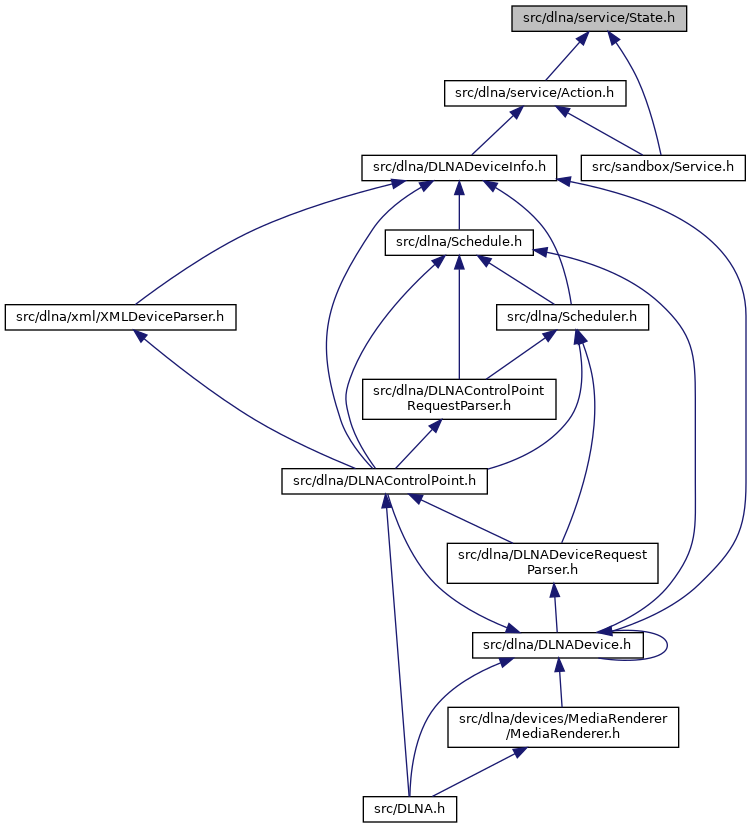 src/dlna/service/State.h
src/dlna/service/Action.h
src/dlna/DLNADeviceInfo.h
src/sandbox/Service.h
src/dlna/Schedule.h
src/dlna/xml/XMLDeviceParser.h
src/dlna/Scheduler.h
src/dlna/DLNAControlPoint
RequestParser.h
src/dlna/DLNAControlPoint.h
src/dlna/DLNADeviceRequest
Parser.h
src/dlna/DLNADevice.h
src/dlna/devices/MediaRenderer
/MediaRenderer.h
src/DLNA.h